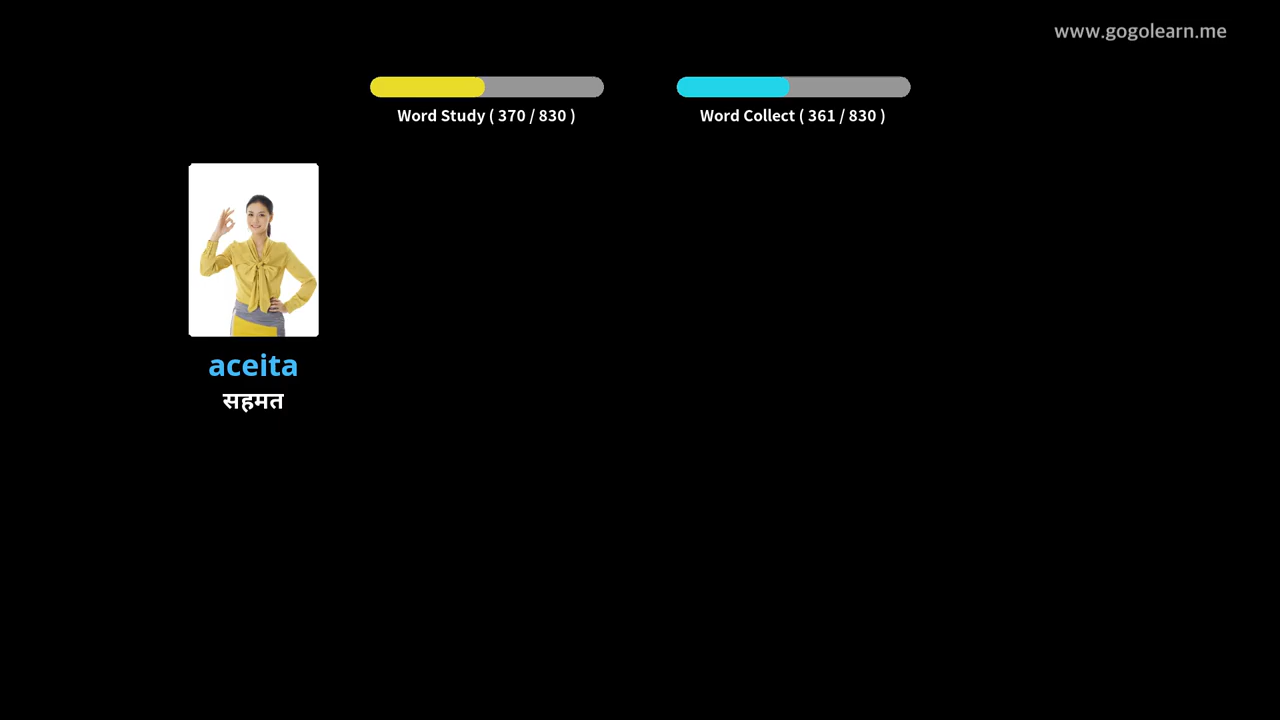 www.gogolearn.me
Word Study ( 370 / 830 )
Word Collect ( 361 / 830 )
aceita
सहमत